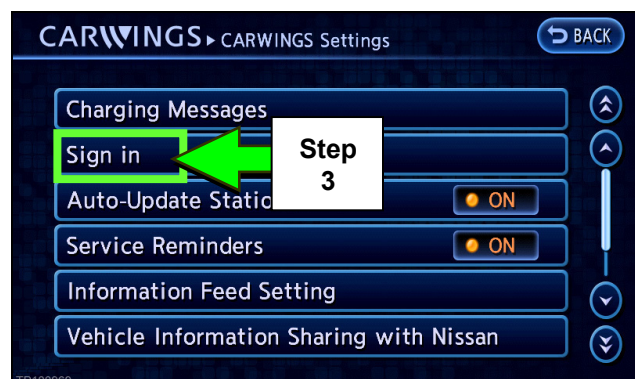 CARWINGS ▸ CARWINGS Settings
BACK
Charging Messages
Sign in
Step
3
Auto-Update
ON
Service Reminders
ON
Information Feed Setting
Vehicle Information Sharing with Nissan